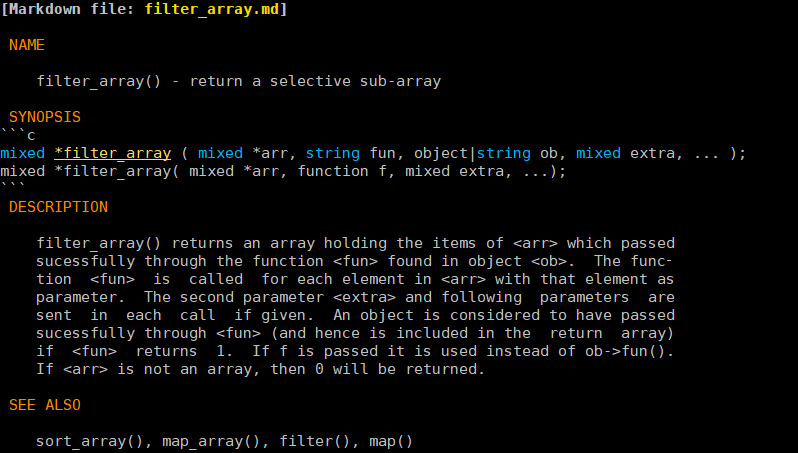 [Markdown file: filter_array.md]
NAME
filter_array() - return a selective sub-array
SYNOPSIS
```c
mixed *filter_array ( mixed *arr, string fun, object|string ob, mixed extra, ... );
mixed *filter_array( mixed *arr, function f, mixed extra, ...);
```
DESCRIPTION
filter_array() returns an array holding the items of <arr> which passed
sucessfully through the function <fun> found in object <ob>.  The func-
tion  <fun>  is  called  for each element in <arr> with that element as
parameter.  The second parameter <extra> and following  parameters  are
sent  in  each  call  if given.  An object is considered to have passed
sucessfully through <fun> (and hence is included in the  return  array)
if  <fun>  returns  1.  If f is passed it is used instead of ob->fun().
If <arr> is not an array, then 0 will be returned.
SEE ALSO
sort_array(), map_array(), filter(), map()